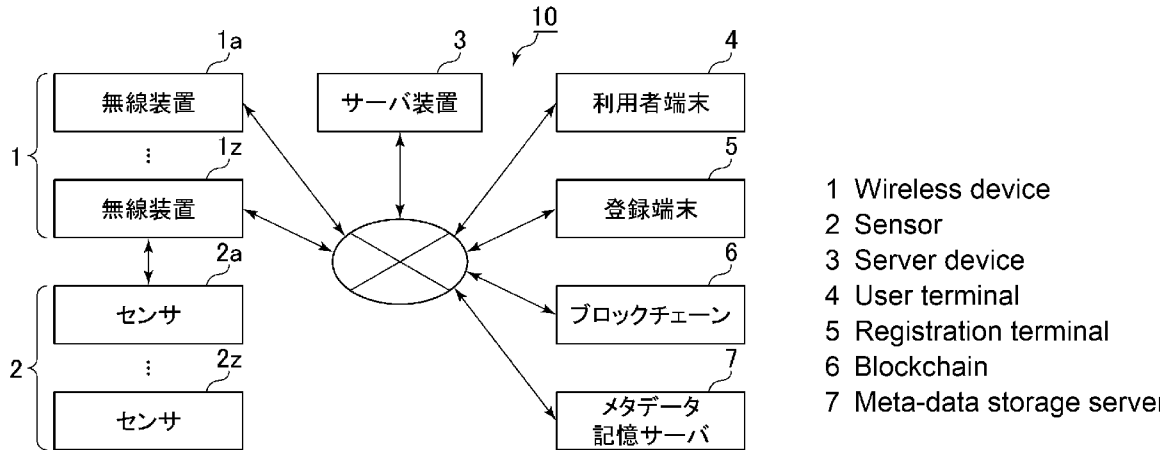 10
1a
3
4
無線装置
サーバ装置
利用者端末
1
⋮
1z
5
無線装置
登録端末
2a
6
センサ
ブロックチェーン
2
⋮
2z
7
センサ
メタデータ
記憶サーバ
1 Wireless device
2 Sensor
3 Server device
4 User terminal
5 Registration terminal
6 Blockchain
7 Meta-data storage server